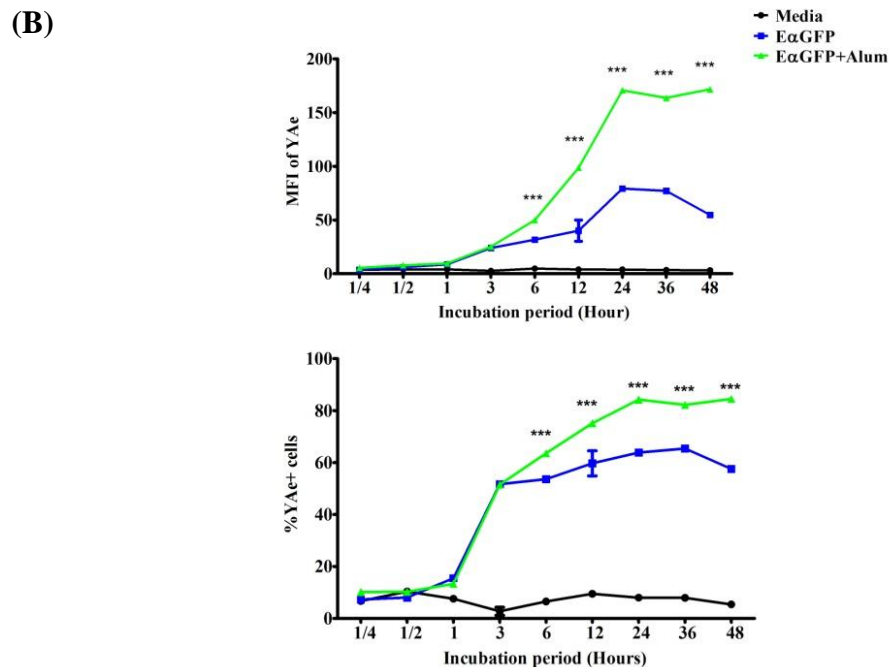 (B)
Media
EαGFP
EαGFP+Alum
200
150
100
50
0
MFI of YAe
*** *** *** *** ***
1/4 1/2 1 3 6 12 24 36 48
Incubation period (Hour)
100
80
60
40
20
0
%YAe+ cells
*** *** *** *** ***
1/4 1/2 1 3 6 12 24 36 48
Incubation period (Hours)